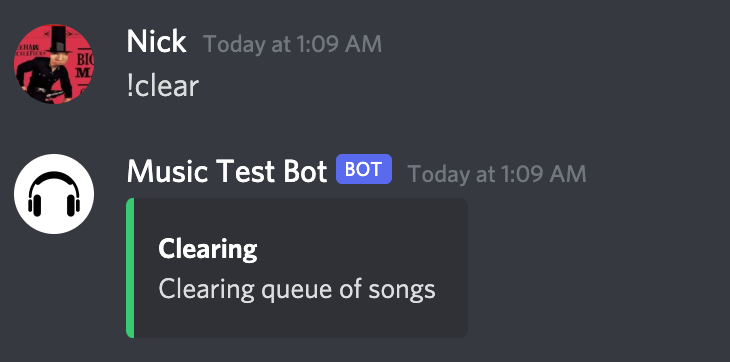 Nick Today at 1:09 AM
!clear
Music Test Bot BOT Today at 1:09 AM
Clearing
Clearing queue of songs